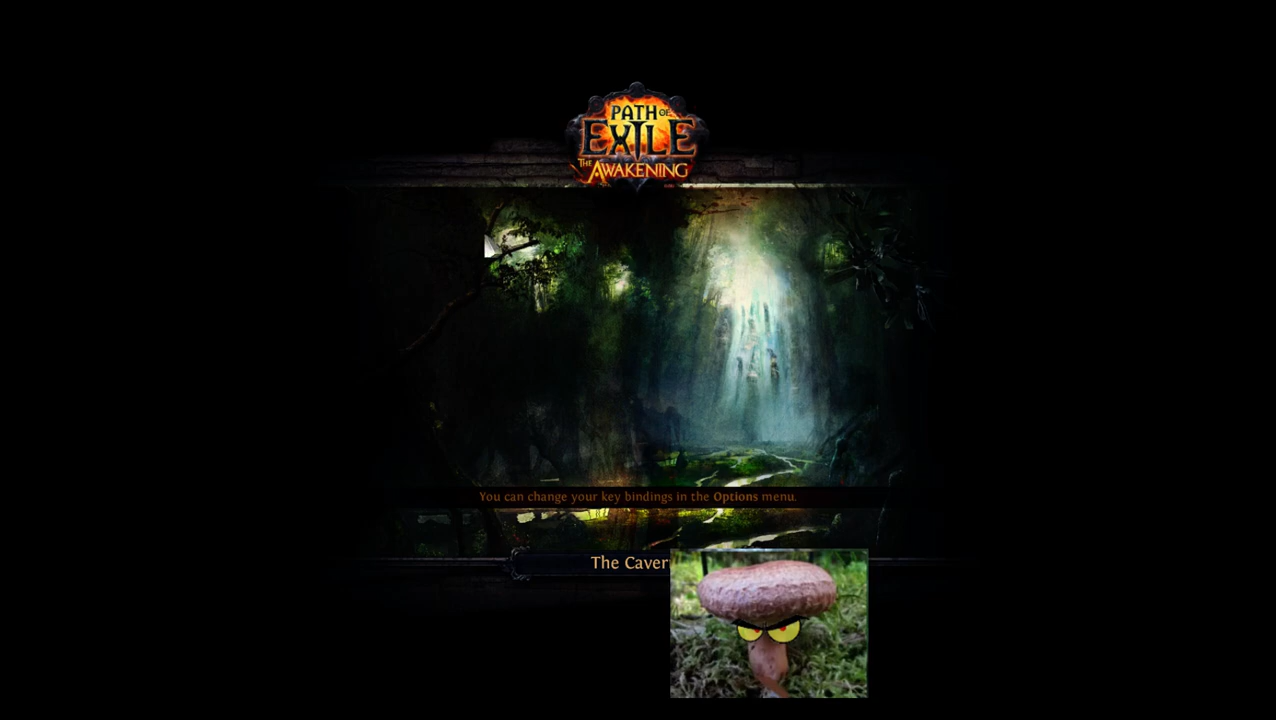 PATH OF
EXILE
THE AWAKENING
You can change your key bindings in the Options menu.
The Caver